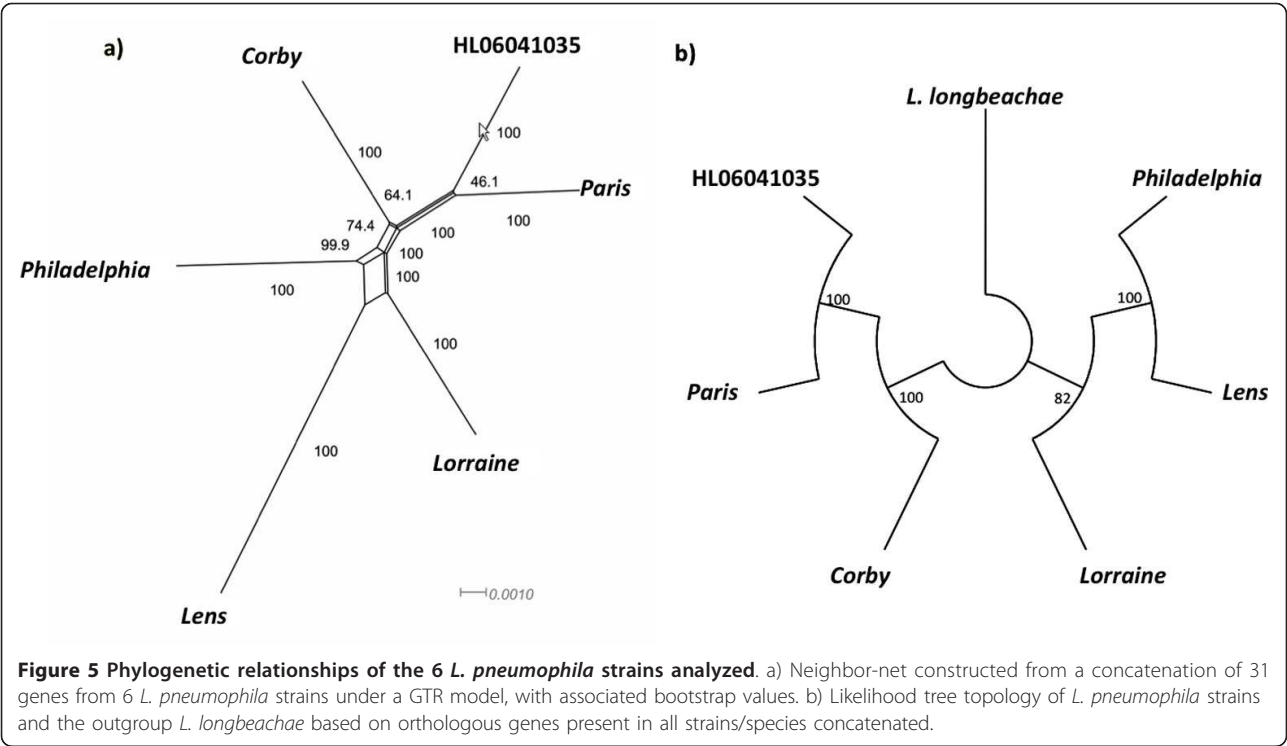 a)
Corby
HL06041035
100
100
46.1
Paris
64.1
100
74.4
100
99.9
100
Philadelphia
100
100
100
100
Lorraine
Lens
0.0010
b)
L. longbeachae
HL06041035
Philadelphia
100
100
Paris
Lens
100
82
Corby
Lorraine
Figure 5 Phylogenetic relationships of the 6 L. pneumophila strains analyzed. a) Neighbor-net constructed from a concatenation of 31
genes from 6 L. pneumophila strains under a GTR model, with associated bootstrap values. b) Likelihood tree topology of L. pneumophila strains
and the outgroup L. longbeachae based on orthologous genes present in all strains/species concatenated.